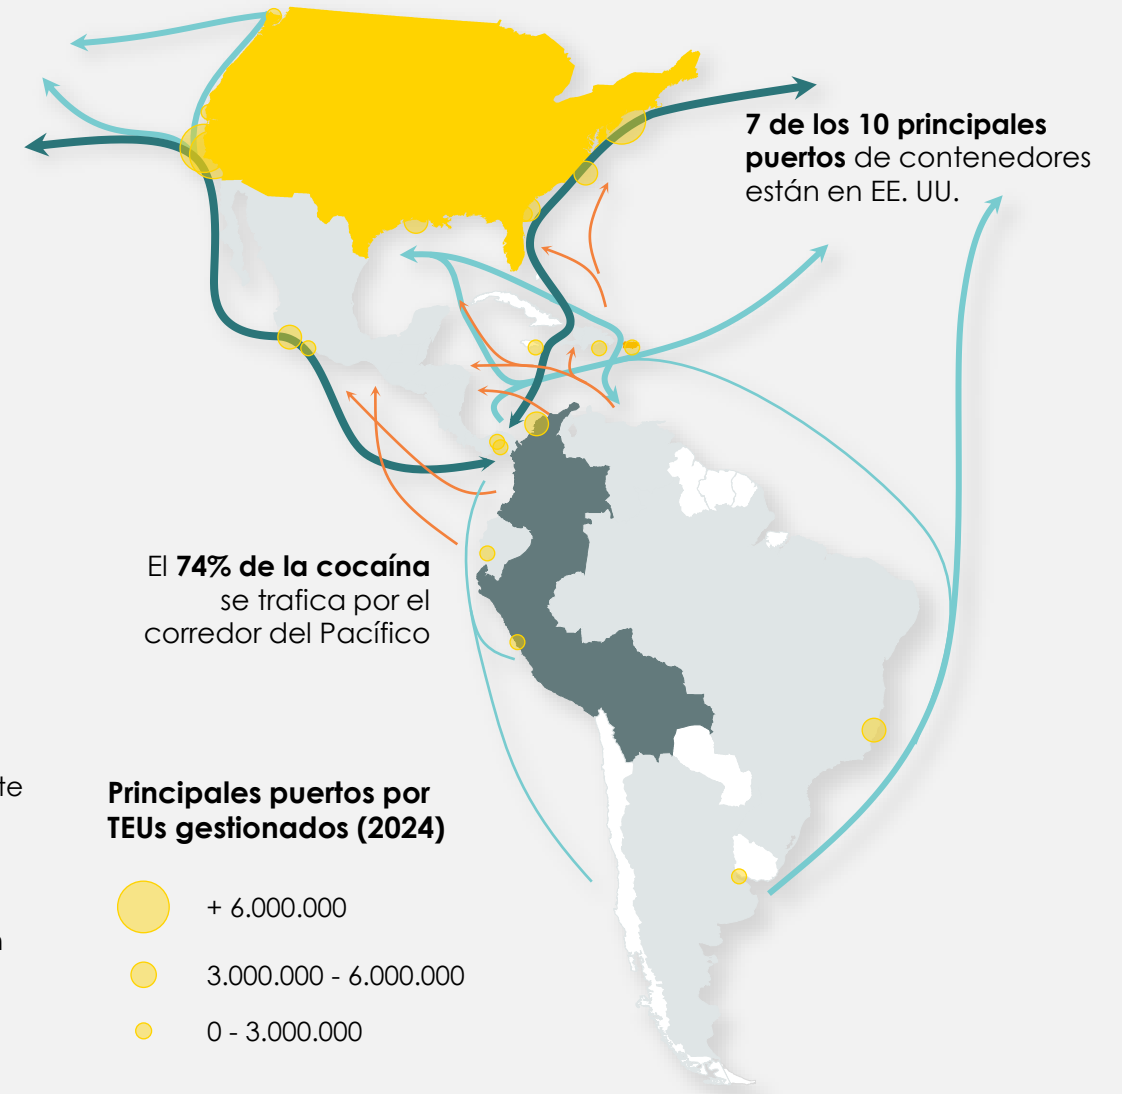 7 de los 10 principales
puertos de contenedores
están en EE. UU.
El 74% de la cocaína
se trafica por el
corredor del Pacífico
Principales puertos por
TEUs gestionados (2024)
+ 6.000.000
3.000.000 - 6.000.000
0 - 3.000.000